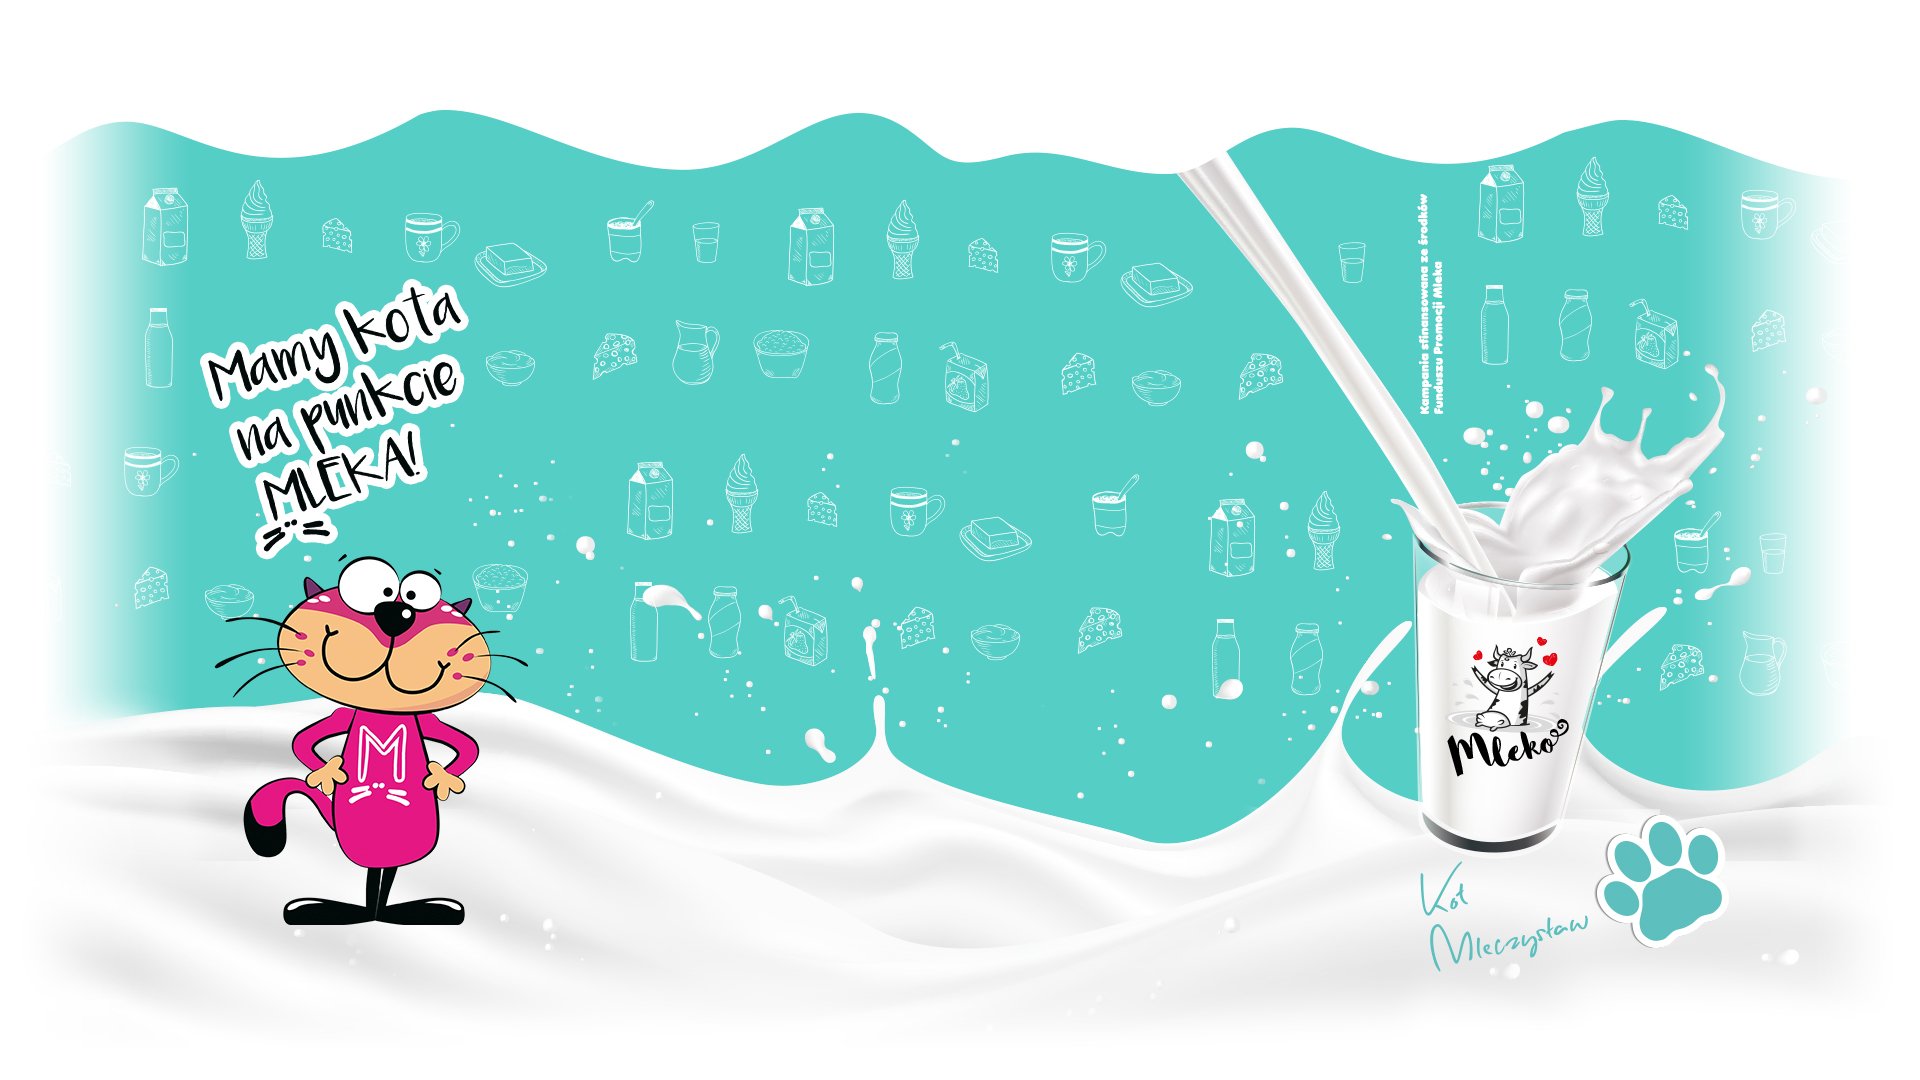 Mamy kota
na punkcie
MLEKA!
M
Kampania sfinansowana ze środków
Funduszu Promocji Mleka
Mleko
Kot
Mleczysław